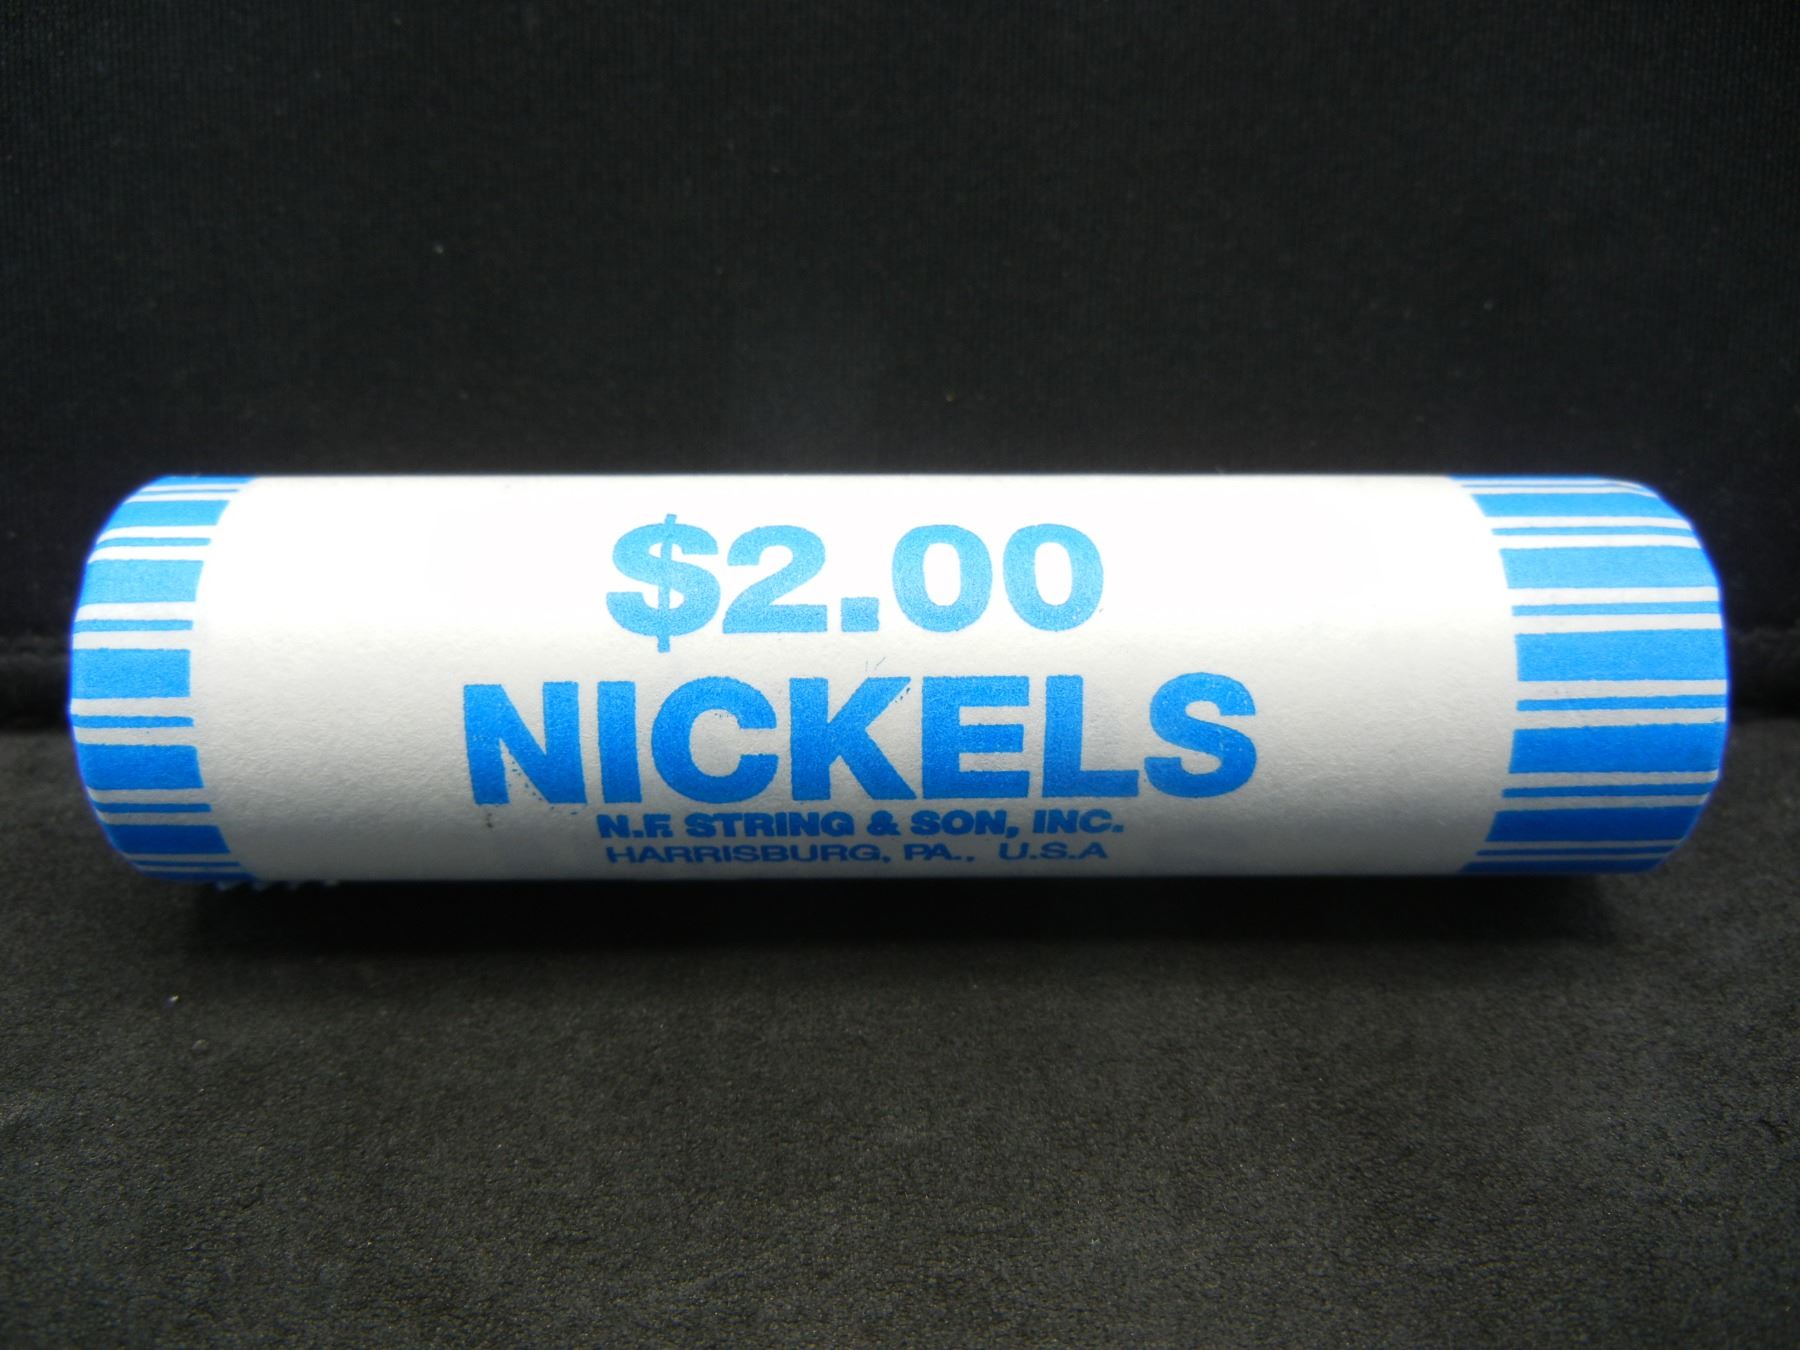 $2.00
NICKELS
N.F. STRING & SON, INC.
HARRISBURG, PA., U.S.A